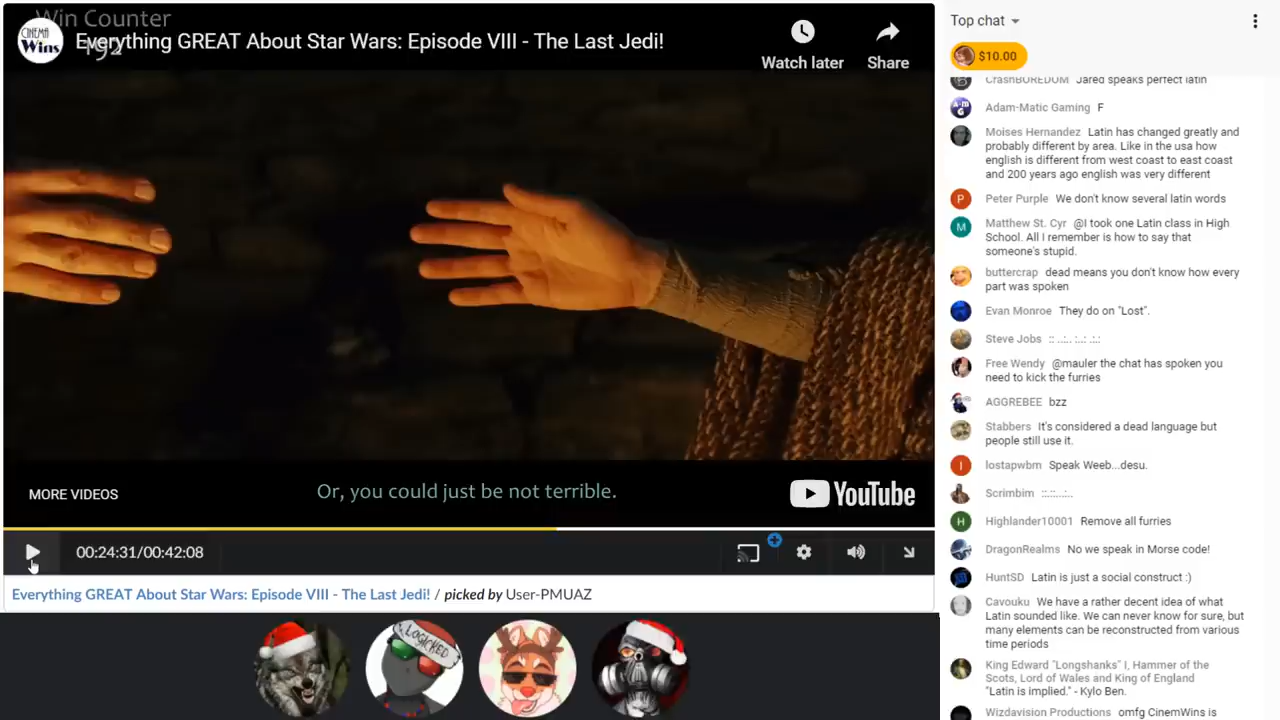 Win Counter
192
CINEMA
Wins
Everything GREAT About Star Wars: Episode VIII - The Last Jedi!
Watch later
Share
MORE VIDEOS
Or, you could just be not terrible.
YouTube
00:24:31/00:42:08
Everything GREAT About Star Wars: Episode VIII - The Last Jedi! / picked by User-PMUAZ
LOGICKED
Top chat
$10.00
CrashBOREDOM Jared speaks perfect latin
Adam-Matic Gaming F
Moises Hernandez Latin has changed greatly and
probably different by area. Like in the usa how
english is different from west coast to east coast
and 200 years ago english was very different
P
Peter Purple We don't know several latin words
M
Matthew St. Cyr @I took one Latin class in High
School. All I remember is how to say that
someone's stupid.
buttercrap dead means you don't know how every
part was spoken
Evan Monroe They do on "Lost".
Steve Jobs :: ..:.. :..: .:.:
Free Wendy @mauler the chat has spoken you
need to kick the furries
AGGREBEE bzz
Stabbers It's considered a dead language but
people still use it.
I
lostapwbm Speak Weeb...desu.
Scrimbim ::.::.:..
H
Highlander10001 Remove all furries
DragonRealms No we speak in Morse code!
HuntSD Latin is just a social construct :)
Cavouku We have a rather decent idea of what
Latin sounded like. We can never know for sure, but
many elements can be reconstructed from various
time periods
King Edward "Longshanks" I, Hammer of the
Scots, Lord of Wales and King of England
"Latin is implied." - Kylo Ben.
Wizdavision Productions omfg CinemWins is